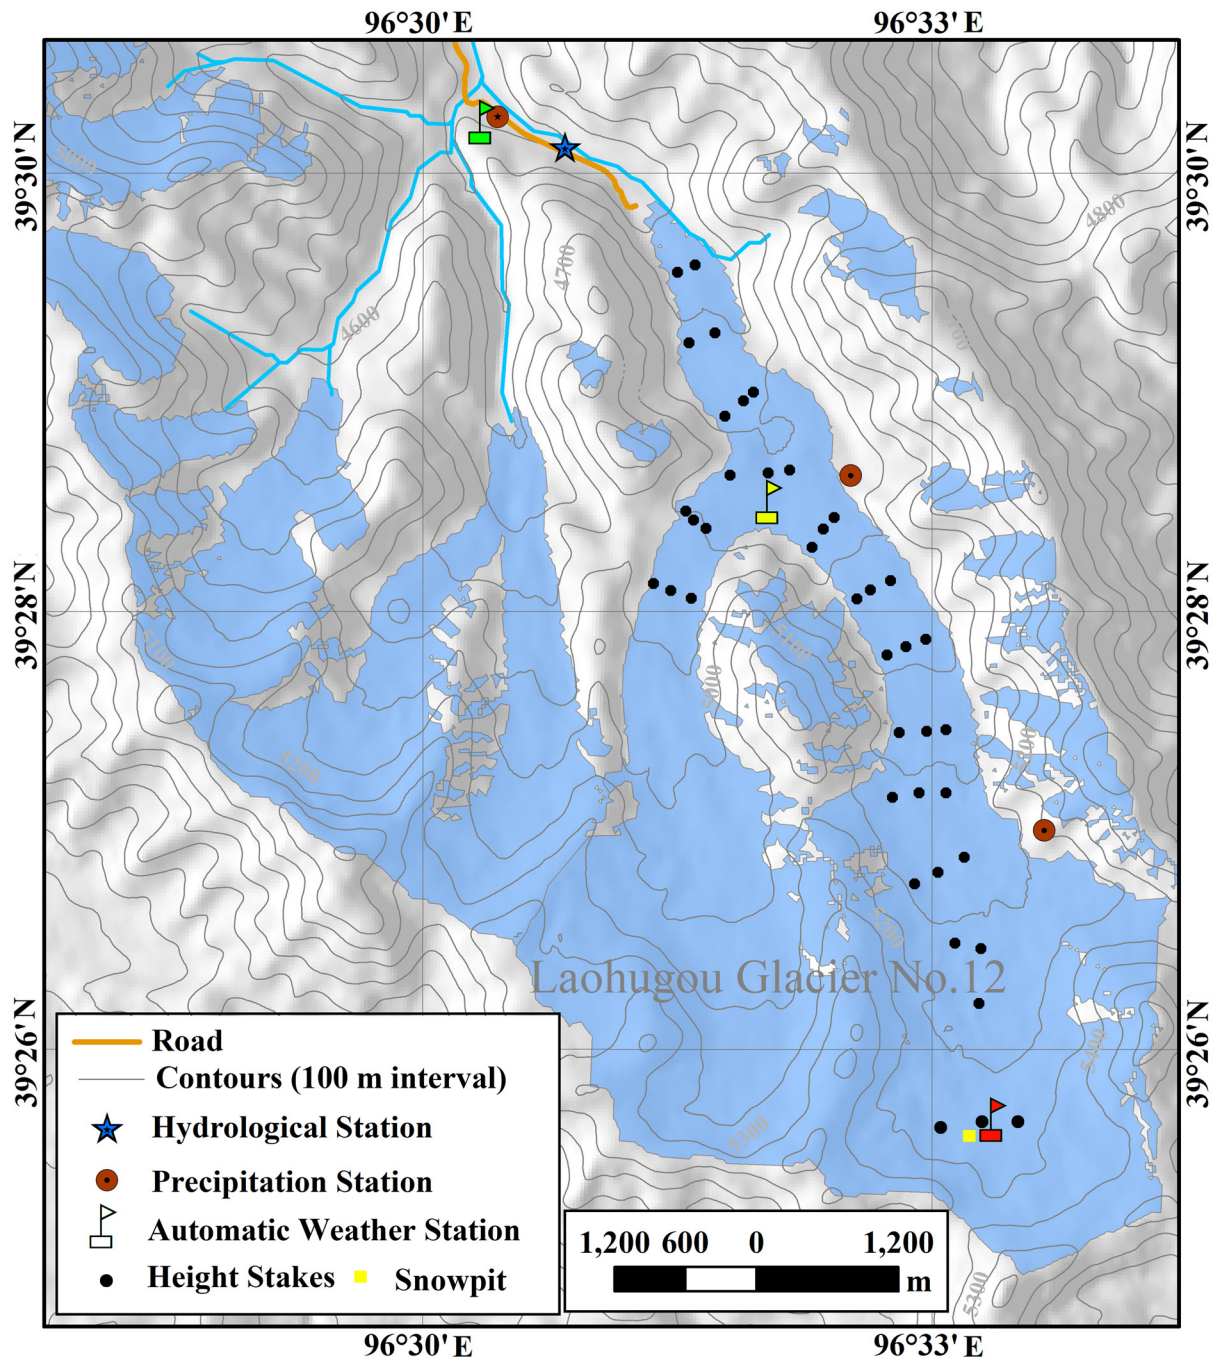 96°30'E 96°33'E
39°30'N 39°30'N
5000
4800
4700
4600
39°28'N 39°28'N
5100
5100
5000
5200
5200
Laohugou Glacier No.12
39°26'N 39°26'N
5400
5300
5300
Road
Contours (100 m interval)
Hydrological Station
Precipitation Station
Automatic Weather Station
Height Stakes Snowpit
1,200 600 0 1,200
m
96°30'E 96°33'E